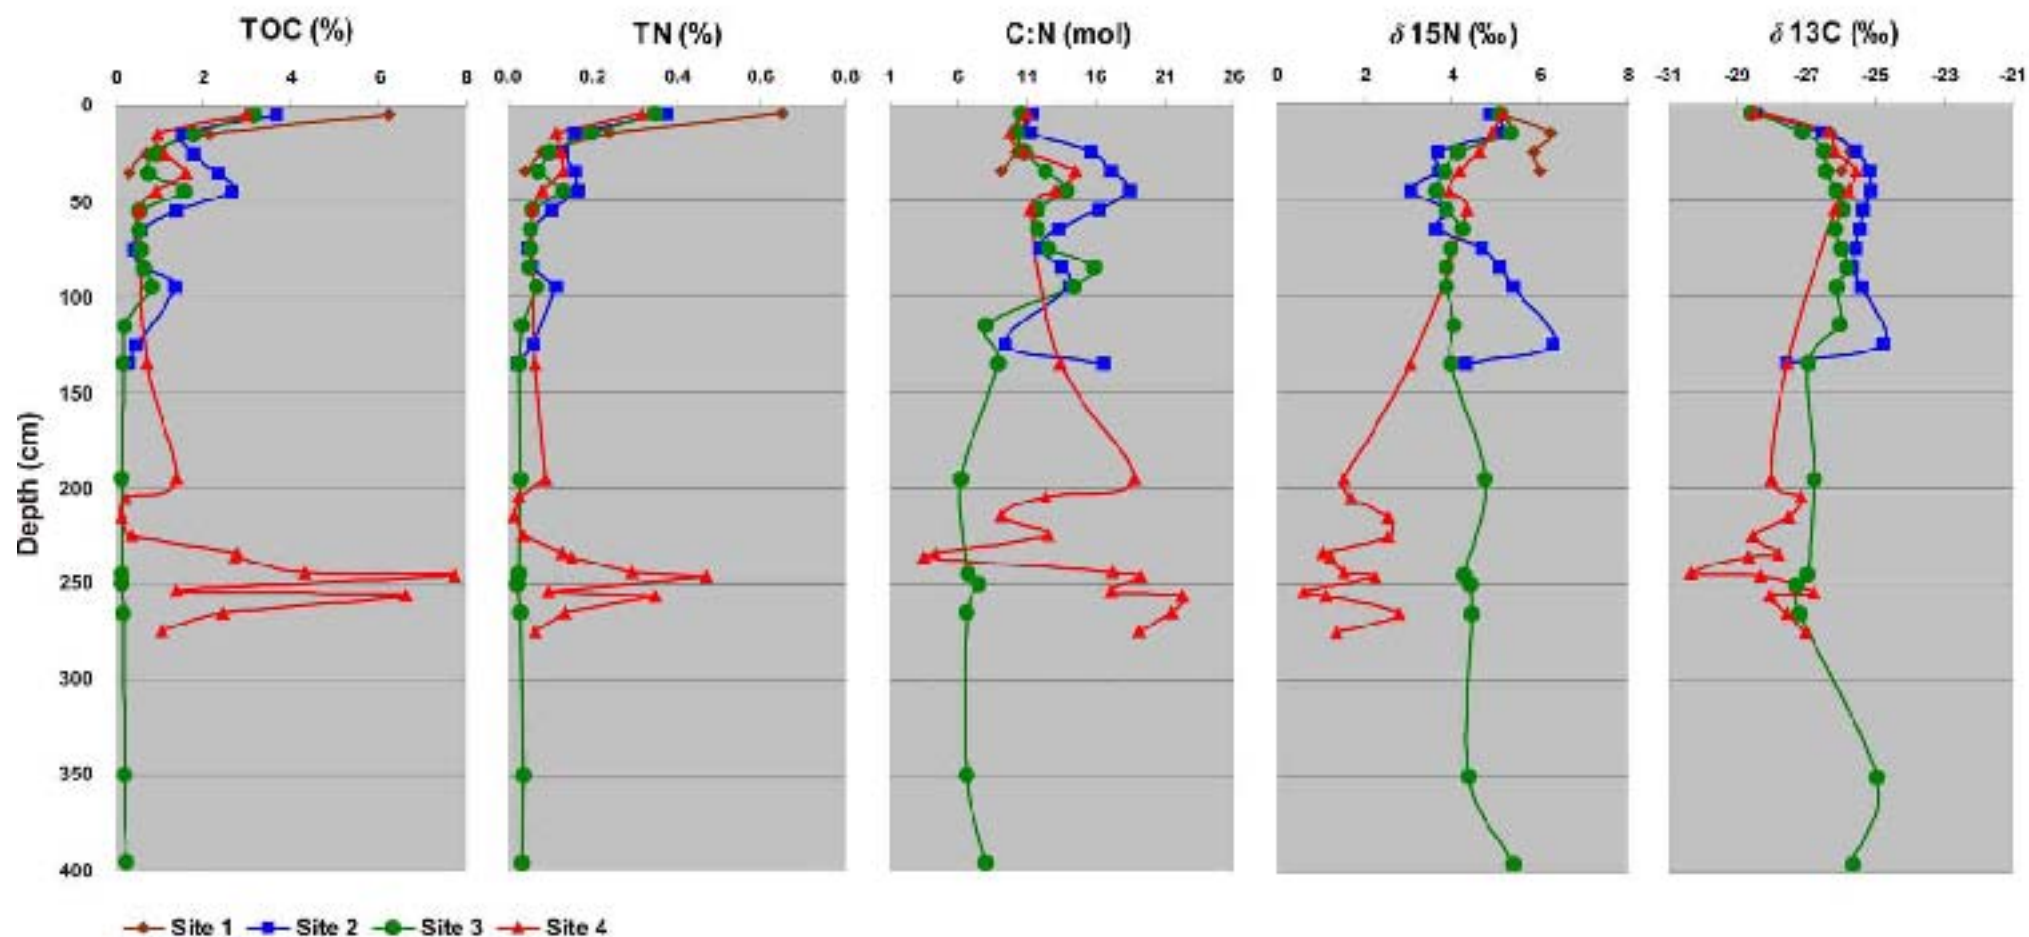 TOC (%) TN (%) C:N (mol) δ 15N (‰) δ 13C (‰)
0 2 4 6 8 0.0 0.2 0.4 0.6 0.8 1 6 11 16 21 26 0 2 4 6 8 -31 -29 -27 -25 -23 -21
0
50
100
150
200
250
300
350
400
Depth (cm)
Site 1 Site 2 Site 3 Site 4